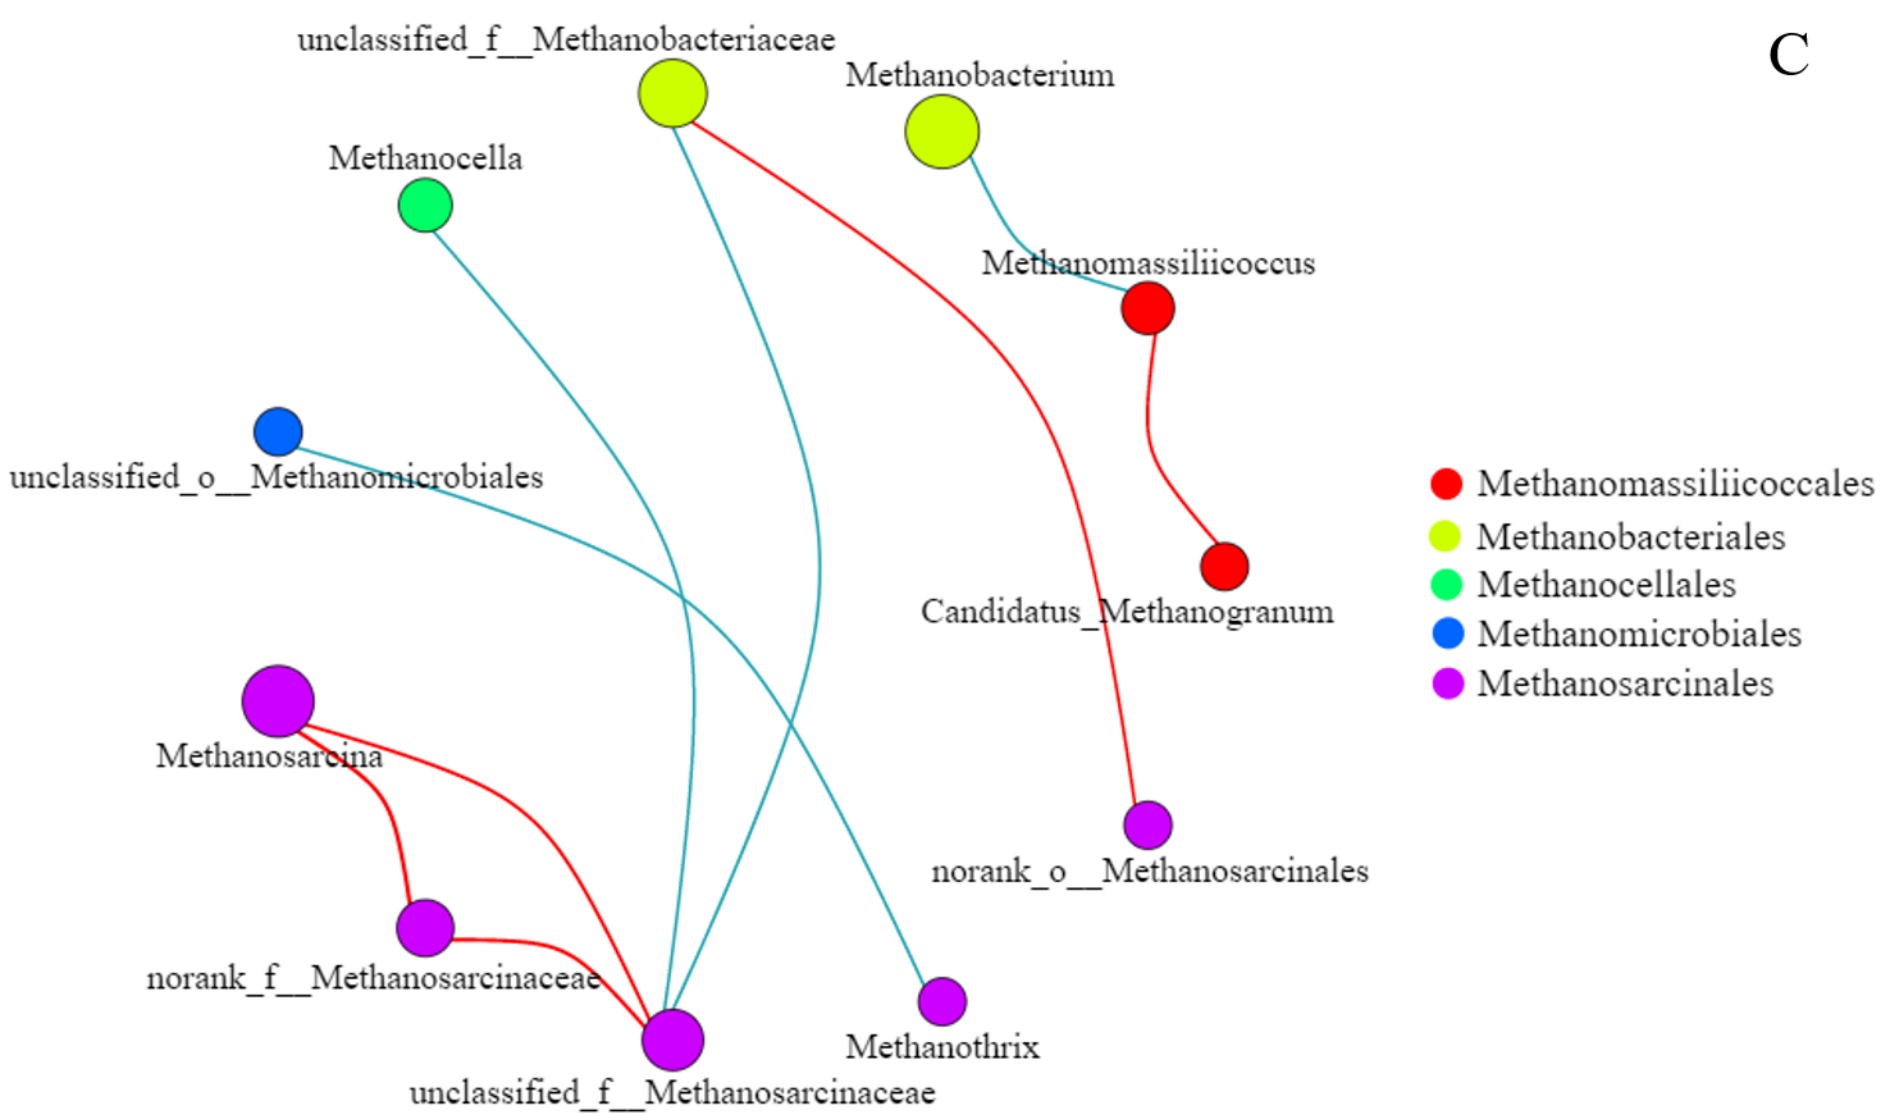 unclassified_f__Methanobacteriaceae
C
Methanobacterium
Methanocella
Methanomassiliicoccus
unclassified_o__Methanomicrobiales
Methanomassiliicoccales
Methanobacteriales
Methanocellales
Methanomicrobiales
Methanosarcinales
Candidatus_Methanogranum
Methanosarcina
norank_o__Methanosarcinales
norank_f__Methanosarcinaceae
Methanothrix
unclassified_f__Methanosarcinaceae